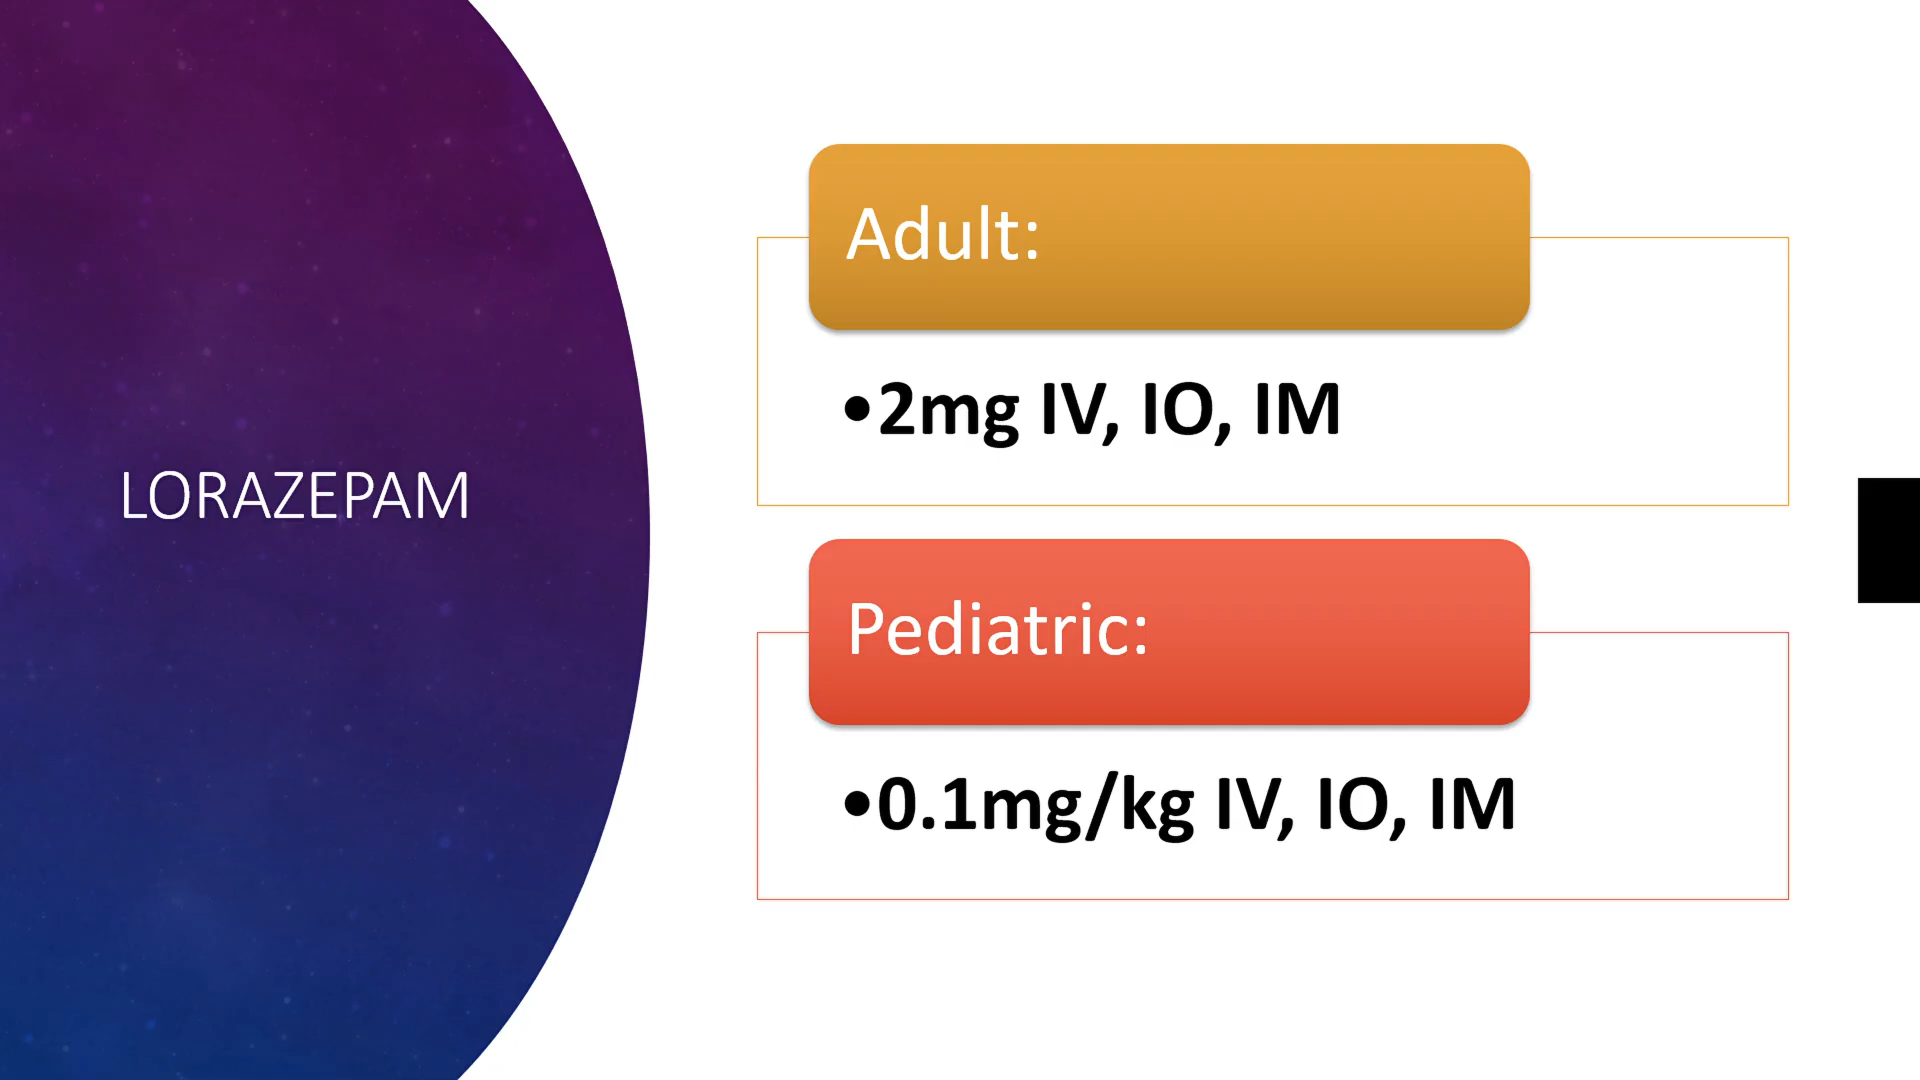 LORAZEPAM
Adult:
•2mg IV, IO, IM
Pediatric:
•0.1mg/kg IV, IO, IM